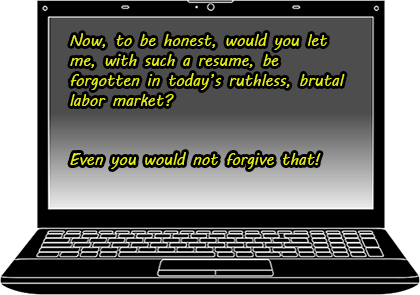 Now, to be honest, would you let
me, with such a resume, be
forgotten in today's ruthless, brutal
labor market?
Even you would not forgive that!